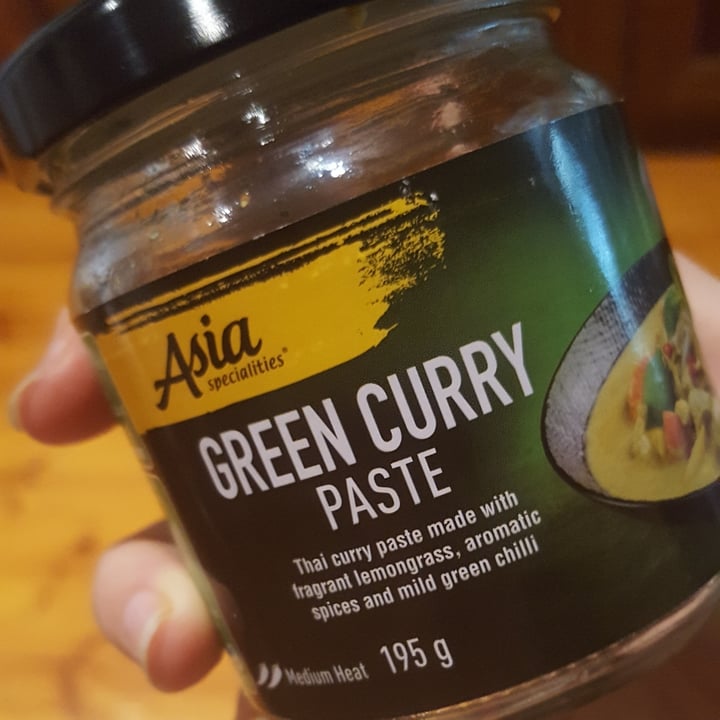 Asia
specialities®
GREEN CURRY
PASTE
Thai curry paste made with
fragrant lemongrass, aromatic
spices and mild green chilli
Medium Heat 195 g